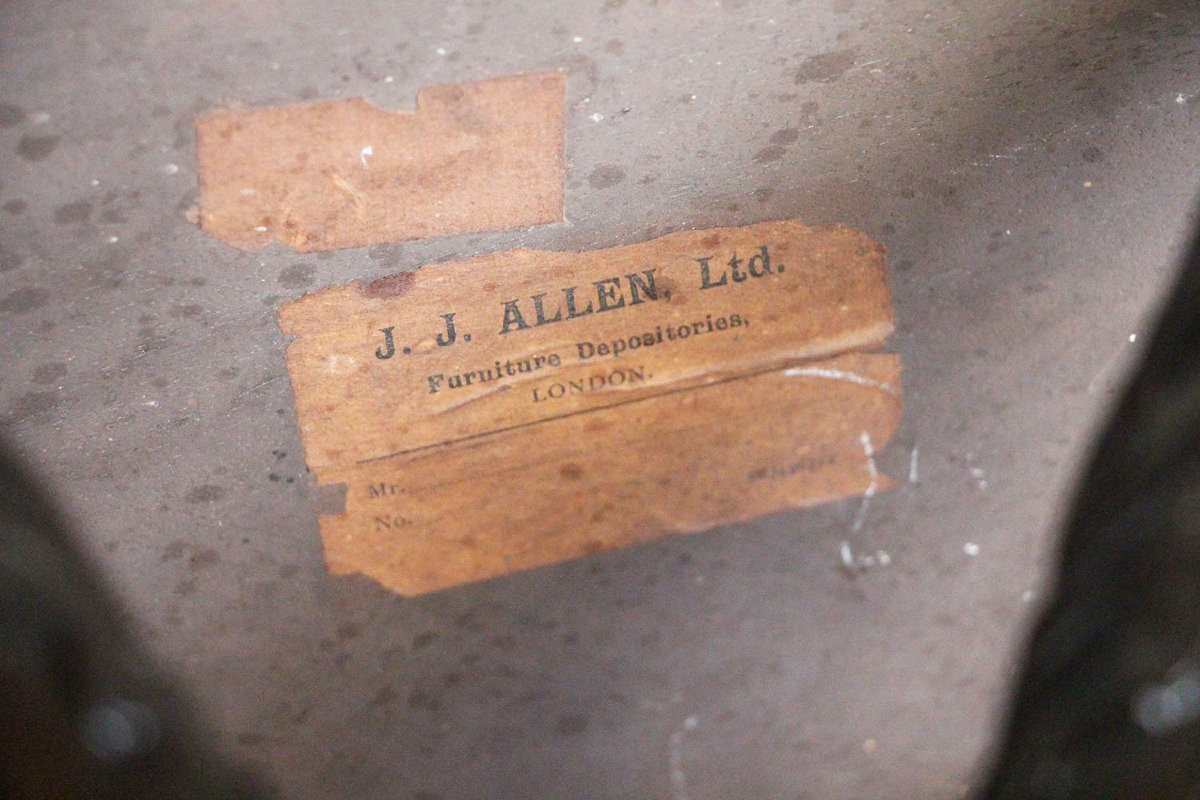 J. J. ALLEN, Ltd.
Furniture Depositories,
LONDON.
Mr.
No.